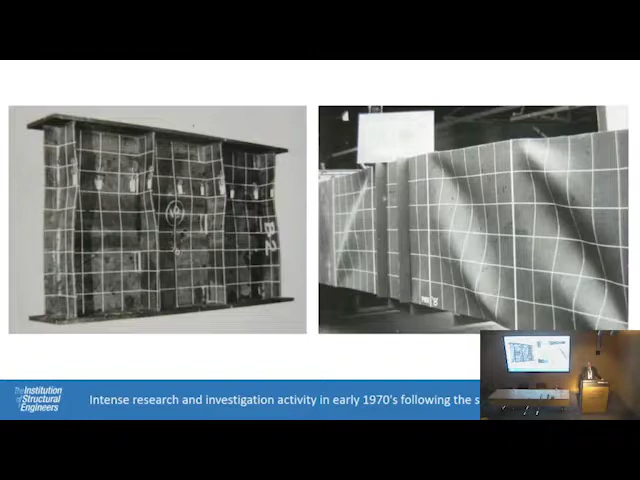 The Institution
of Structural
Engineers
Intense research and investigation activity in early 1970's following the s